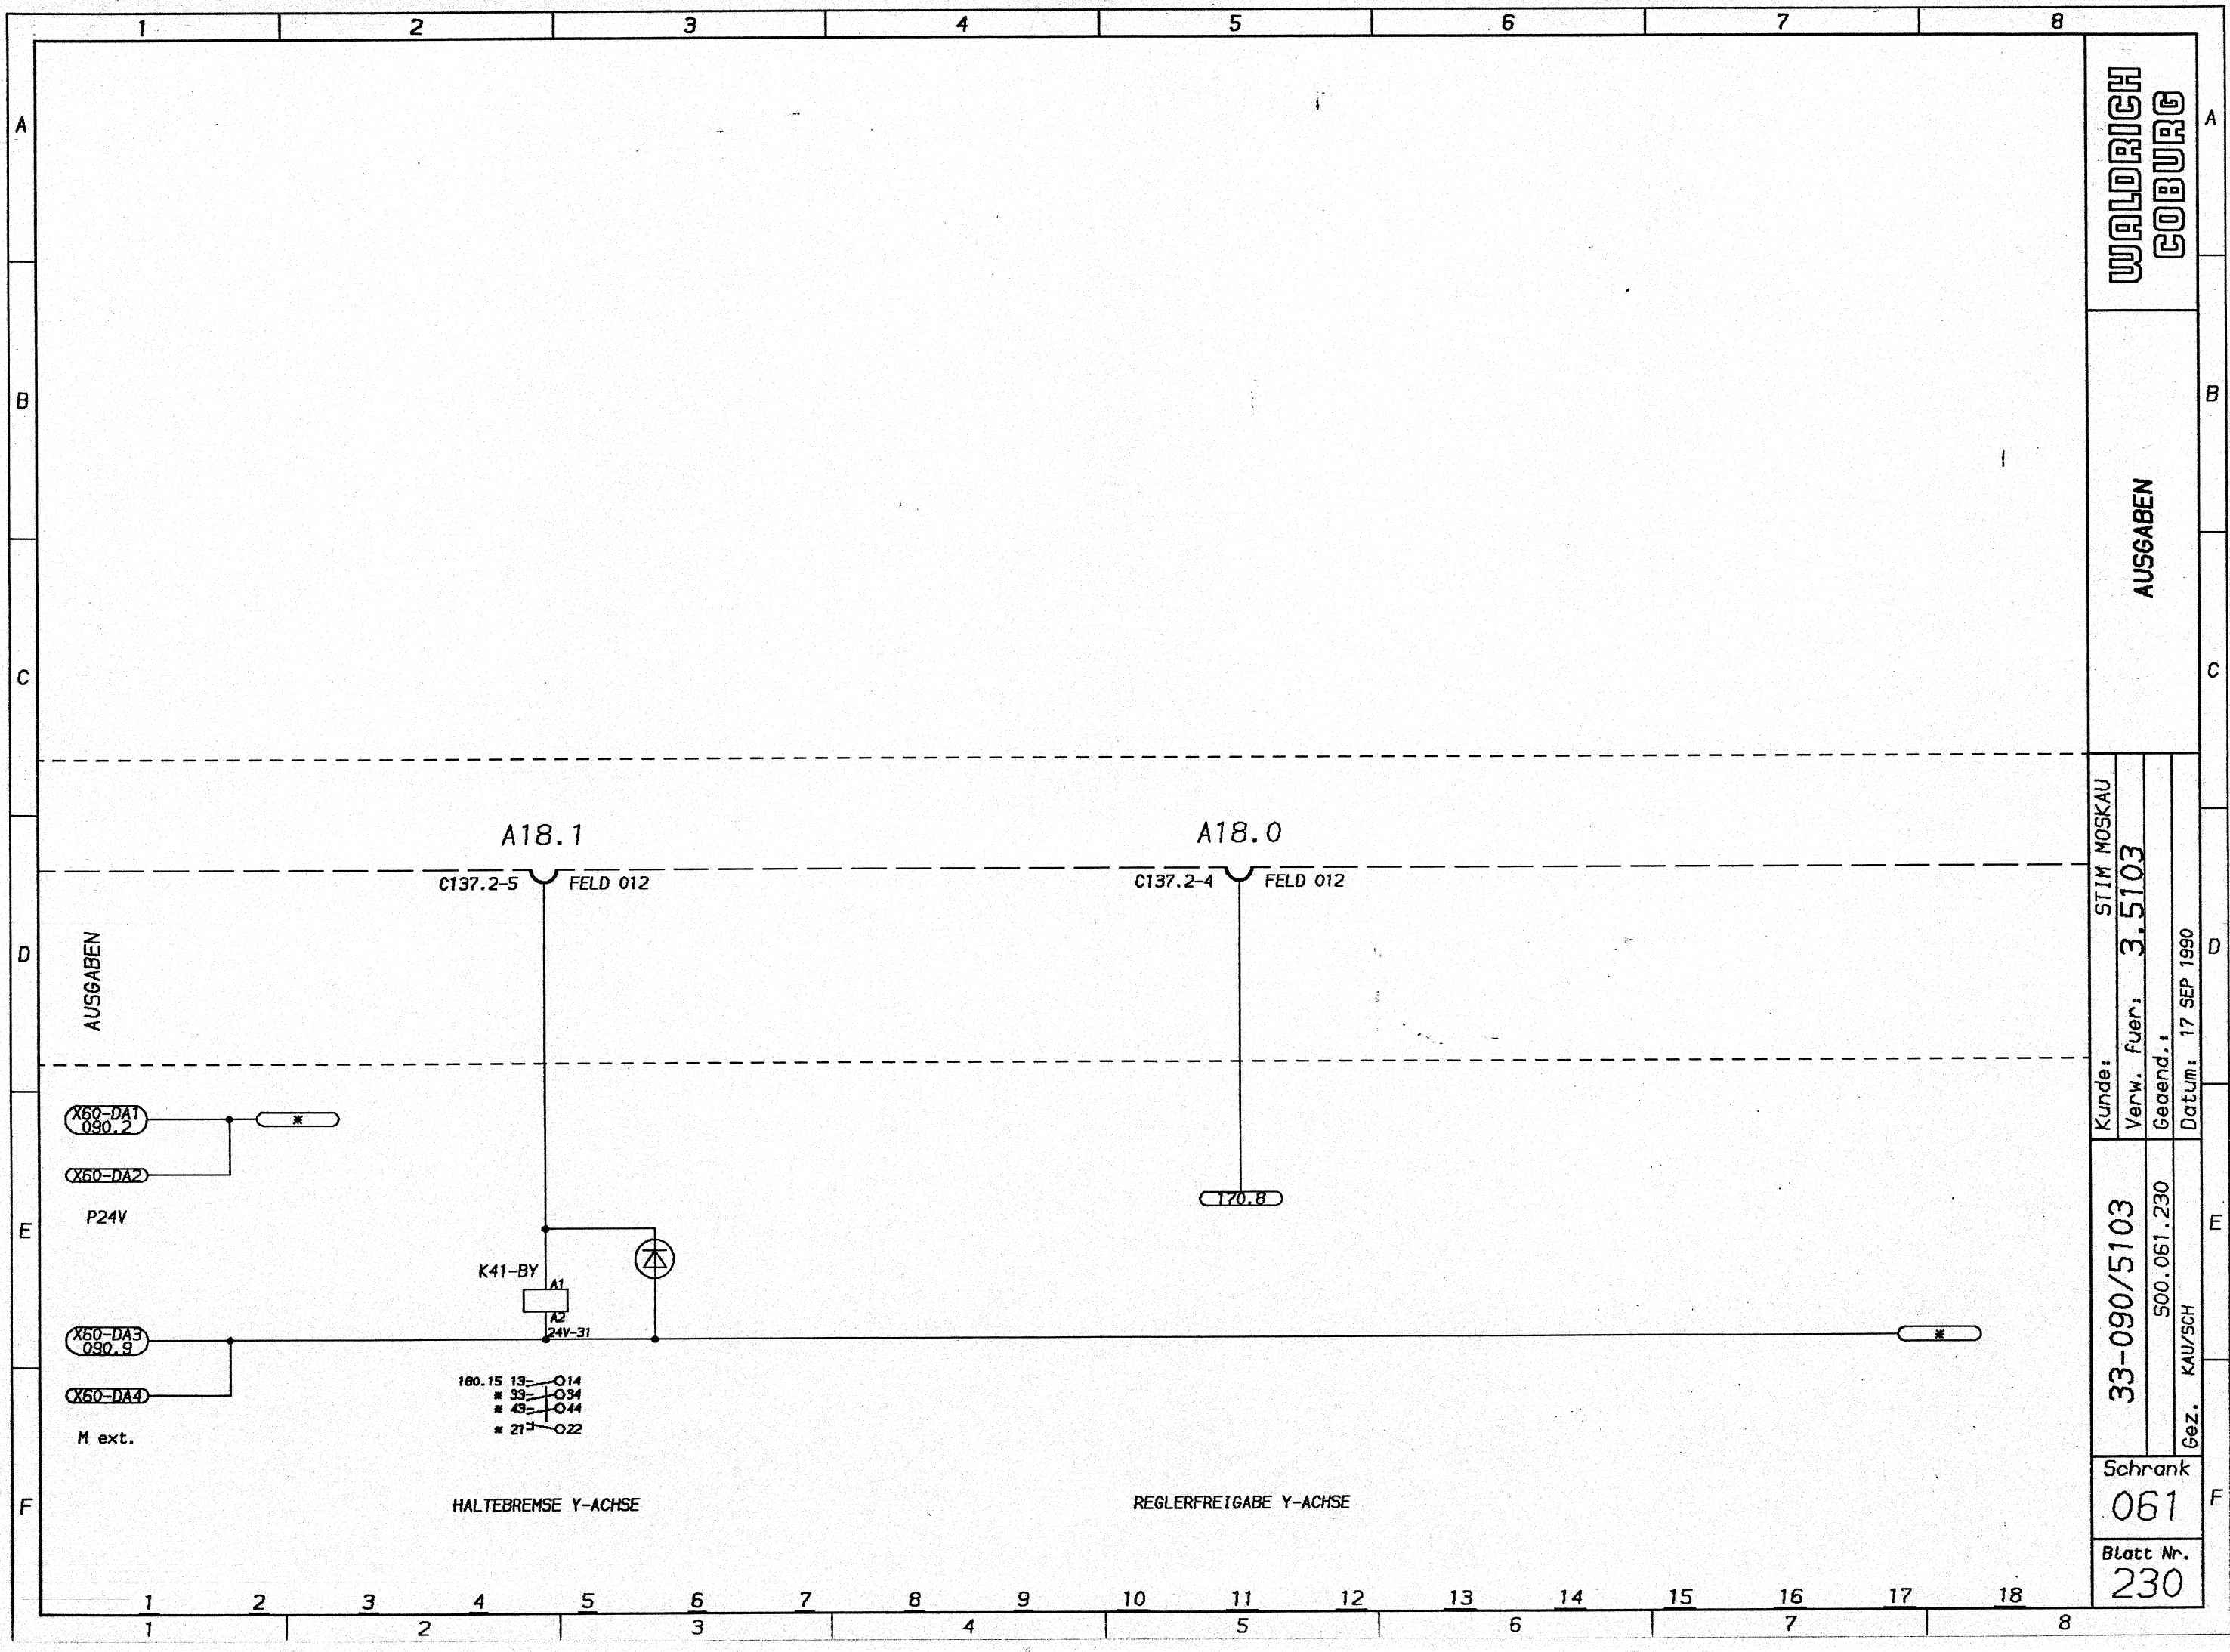 1 2 3 4 5 6 7 8
A
B
C
D
E
F
A18.1
A18.0
C137.2-5 FELD 012
C137.2-4 FELD 012
AUSGABEN
X60-DA1
090.2
*
X60-DA2
P24V
170.8
K41-BY
A1
A2
24V-31
X60-DA3
090.9
*
X60-DA4
M ext.
180.15 13 14
* 33 34
* 43 44
* 21 22
HALTEBREMSE Y-ACHSE
REGLERFREIGABE Y-ACHSE
1 2 3 4 5 6 7 8 9 10 11 12 13 14 15 16 17 18
1 2 3 4 5 6 7 8
WALDRICH
COBURG
AUSGABEN
Kunde: STIM MOSKAU
Verw. fuer: 3.5103
Geaend.:
Datum: 17 SEP 1990
33-090/5103
S00.061.230
Gez. KAU/SCH
Schrank
061
Blatt Nr.
230
A
B
C
D
E
F